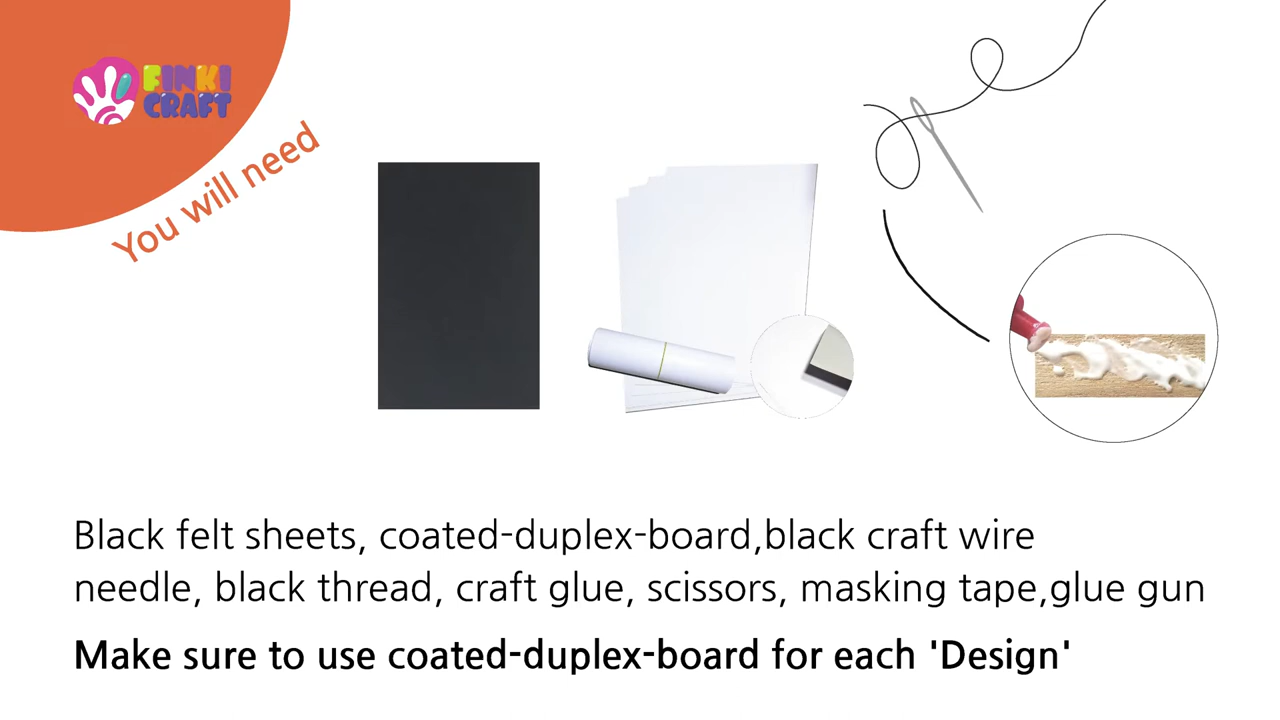 FINKI
CRAFT
You will need
Black felt sheets, coated-duplex-board,black craft wire
needle, black thread, craft glue, scissors, masking tape,glue gun
Make sure to use coated-duplex-board for each 'Design'